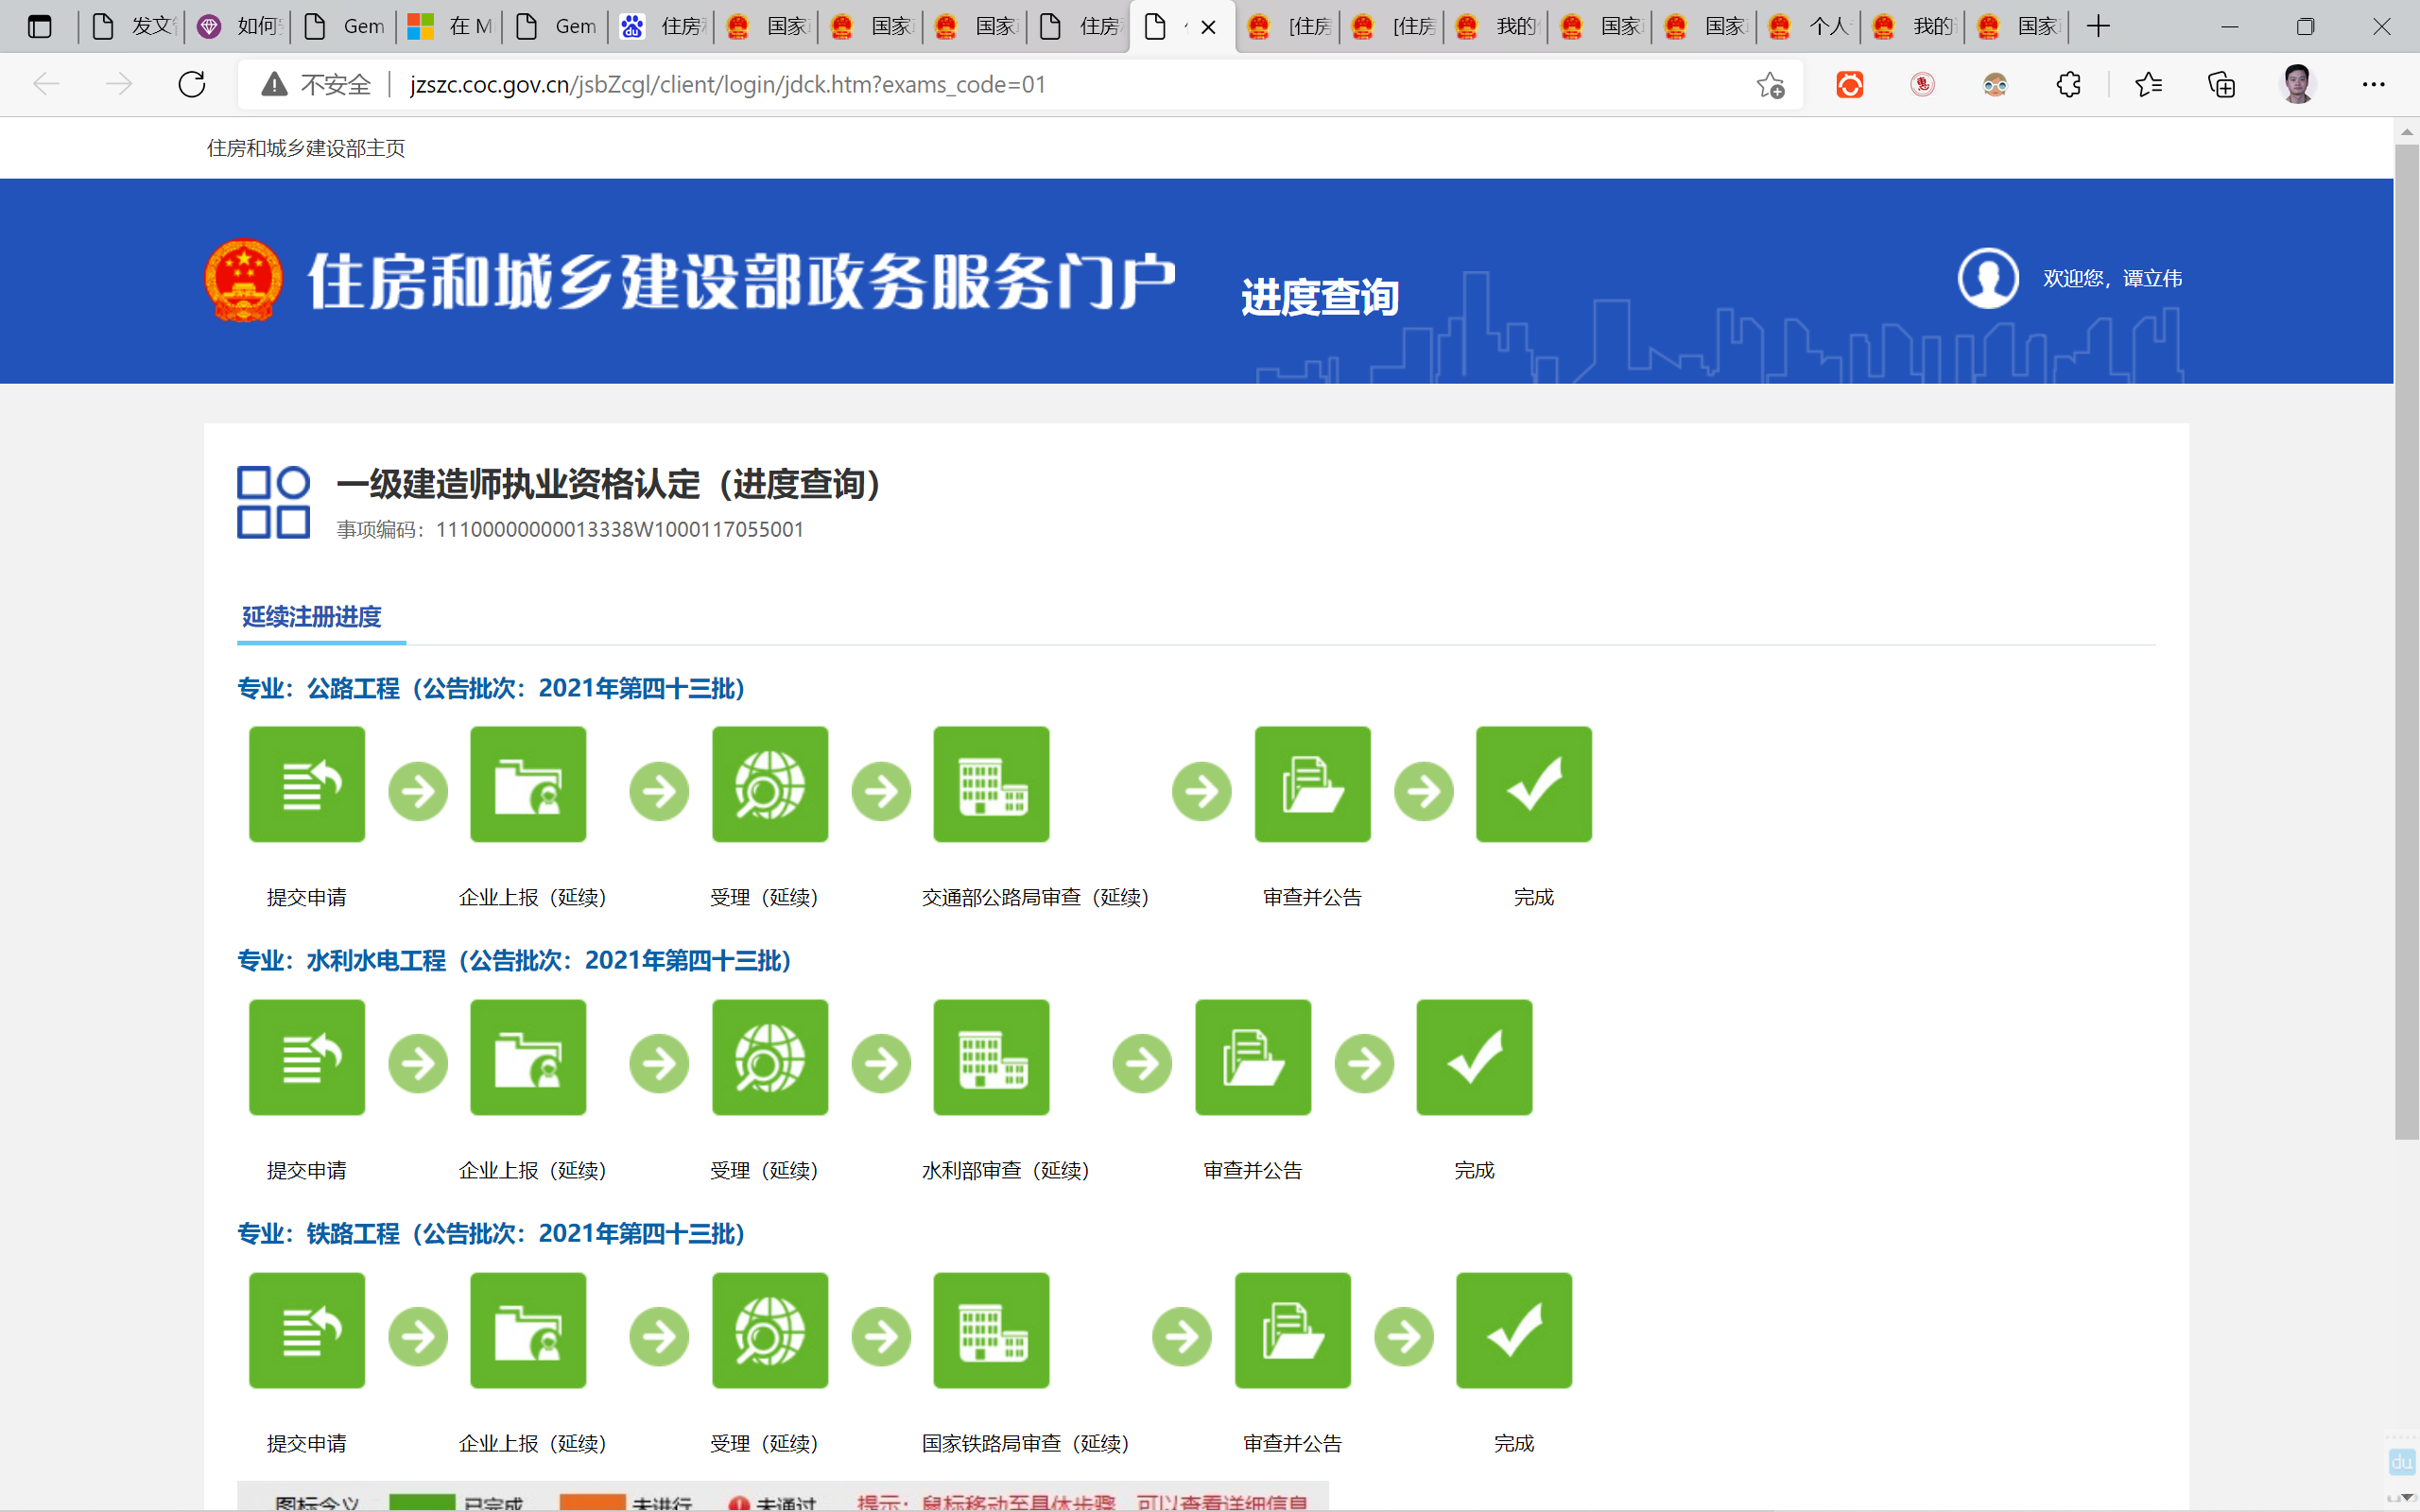 发文
如何
Gem
在 M
Gem
住房
国家
国家
国家
住房
[住房
[住房
我的
国家
国家
个人
我的
国家
不安全
jzszc.coc.gov.cn/jsbZcgl/client/login/jdck.htm?exams_code=01
住房和城乡建设部主页
住房和城乡建设部政务服务门户
进度查询
欢迎您，谭立伟
一级建造师执业资格认定（进度查询）
事项编码：11100000000013338W1000117055001
延续注册进度
专业：公路工程（公告批次：2021年第四十三批）
提交申请 企业上报（延续） 受理（延续） 交通部公路局审查（延续） 审查并公告 完成
专业：水利水电工程（公告批次：2021年第四十三批）
提交申请 企业上报（延续） 受理（延续） 水利部审查（延续） 审查并公告 完成
专业：铁路工程（公告批次：2021年第四十三批）
提交申请 企业上报（延续） 受理（延续） 国家铁路局审查（延续） 审查并公告 完成
图标含义 已完成 未进行 未通过 提示：鼠标移动至具体步骤，可以查看详细信息
du